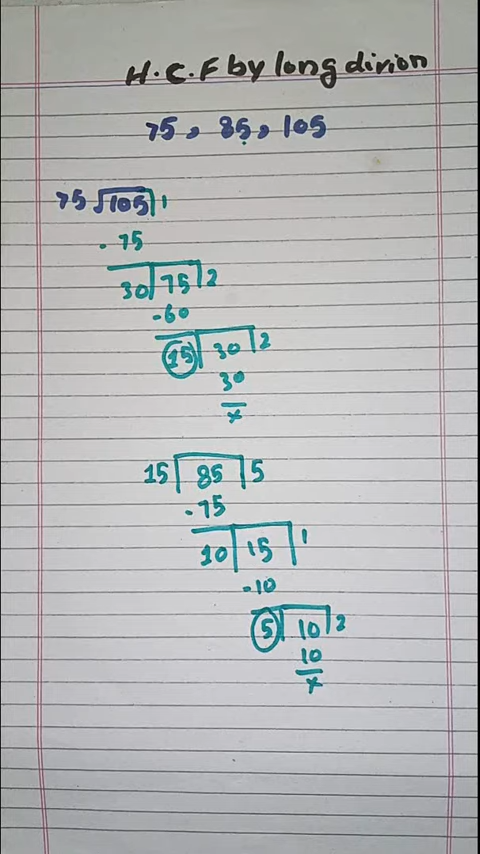 H.C.F by long divion
75, 85, 105
75 √105 | 1
- 75
30 | 75 | 2
- 60
15 | 30 | 2
30
x
15 | 85 | 5
- 75
10 | 15 | 1
- 10
5 | 10 | 2
10
x